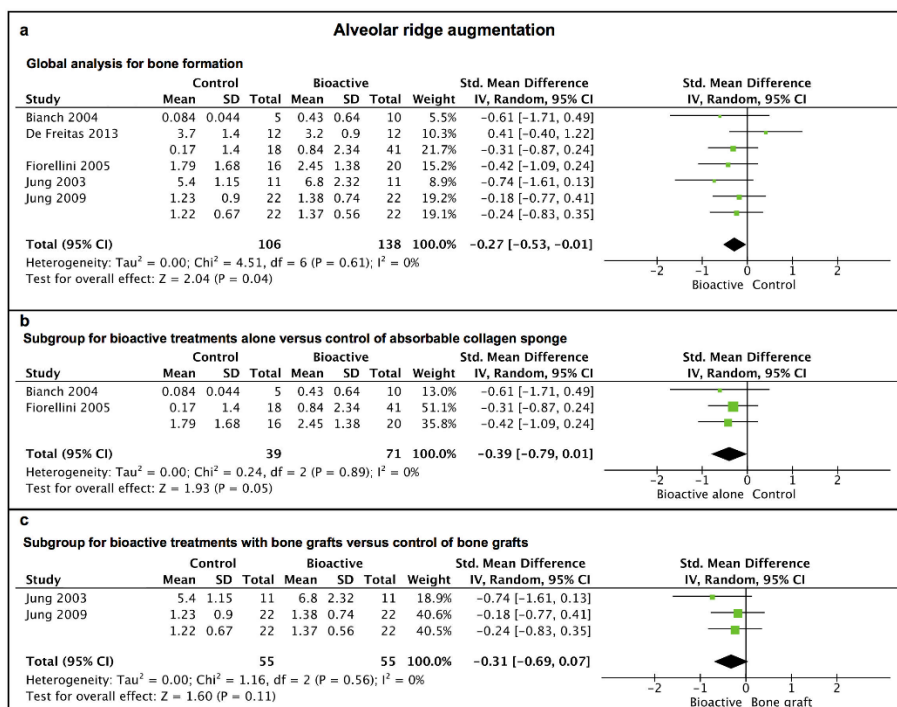 a
Alveolar ridge augmentation
Global analysis for bone formation
Control Bioactive Std. Mean Difference Std. Mean Difference
Study Mean SD Total Mean SD Total Weight IV, Random, 95% CI IV, Random, 95% CI
Bianch 2004 0.084 0.044 5 0.43 0.64 10 5.5% -0.61 [-1.71, 0.49]
De Freitas 2013 3.7 1.4 12 3.2 0.9 12 10.3% 0.41 [-0.40, 1.22]
0.17 1.4 18 0.84 2.34 41 21.7% -0.31 [-0.87, 0.24]
Fiorellini 2005 1.79 1.68 16 2.45 1.38 20 15.2% -0.42 [-1.09, 0.24]
Jung 2003 5.4 1.15 11 6.8 2.32 11 8.9% -0.74 [-1.61, 0.13]
Jung 2009 1.23 0.9 22 1.38 0.74 22 19.2% -0.18 [-0.77, 0.41]
1.22 0.67 22 1.37 0.56 22 19.1% -0.24 [-0.83, 0.35]
Total (95% CI) 106 138 100.0% -0.27 [-0.53, -0.01]
Heterogeneity: Tau² = 0.00; Chi² = 4.51, df = 6 (P = 0.61); I² = 0%
Test for overall effect: Z = 2.04 (P = 0.04)
-2 -1 0 1 2
Bioactive Control
b
Subgroup for bioactive treatments alone versus control of absorbable collagen sponge
Control Bioactive Std. Mean Difference Std. Mean Difference
Study Mean SD Total Mean SD Total Weight IV, Random, 95% CI IV, Random, 95% CI
Bianch 2004 0.084 0.044 5 0.43 0.64 10 13.0% -0.61 [-1.71, 0.49]
Fiorellini 2005 0.17 1.4 18 0.84 2.34 41 51.1% -0.31 [-0.87, 0.24]
1.79 1.68 16 2.45 1.38 20 35.8% -0.42 [-1.09, 0.24]
Total (95% CI) 39 71 100.0% -0.39 [-0.79, 0.01]
Heterogeneity: Tau² = 0.00; Chi² = 0.24, df = 2 (P = 0.89); I² = 0%
Test for overall effect: Z = 1.93 (P = 0.05)
-2 -1 0 1 2
Bioactive alone Control
c
Subgroup for bioactive treatments with bone grafts versus control of bone grafts
Control Bioactive Std. Mean Difference Std. Mean Difference
Study Mean SD Total Mean SD Total Weight IV, Random, 95% CI IV, Random, 95% CI
Jung 2003 5.4 1.15 11 6.8 2.32 11 18.9% -0.74 [-1.61, 0.13]
Jung 2009 1.23 0.9 22 1.38 0.74 22 40.6% -0.18 [-0.77, 0.41]
1.22 0.67 22 1.37 0.56 22 40.5% -0.24 [-0.83, 0.35]
Total (95% CI) 55 55 100.0% -0.31 [-0.69, 0.07]
Heterogeneity: Tau² = 0.00; Chi² = 1.16, df = 2 (P = 0.56); I² = 0%
Test for overall effect: Z = 1.60 (P = 0.11)
-2 -1 0 1 2
Bioactive Bone graft